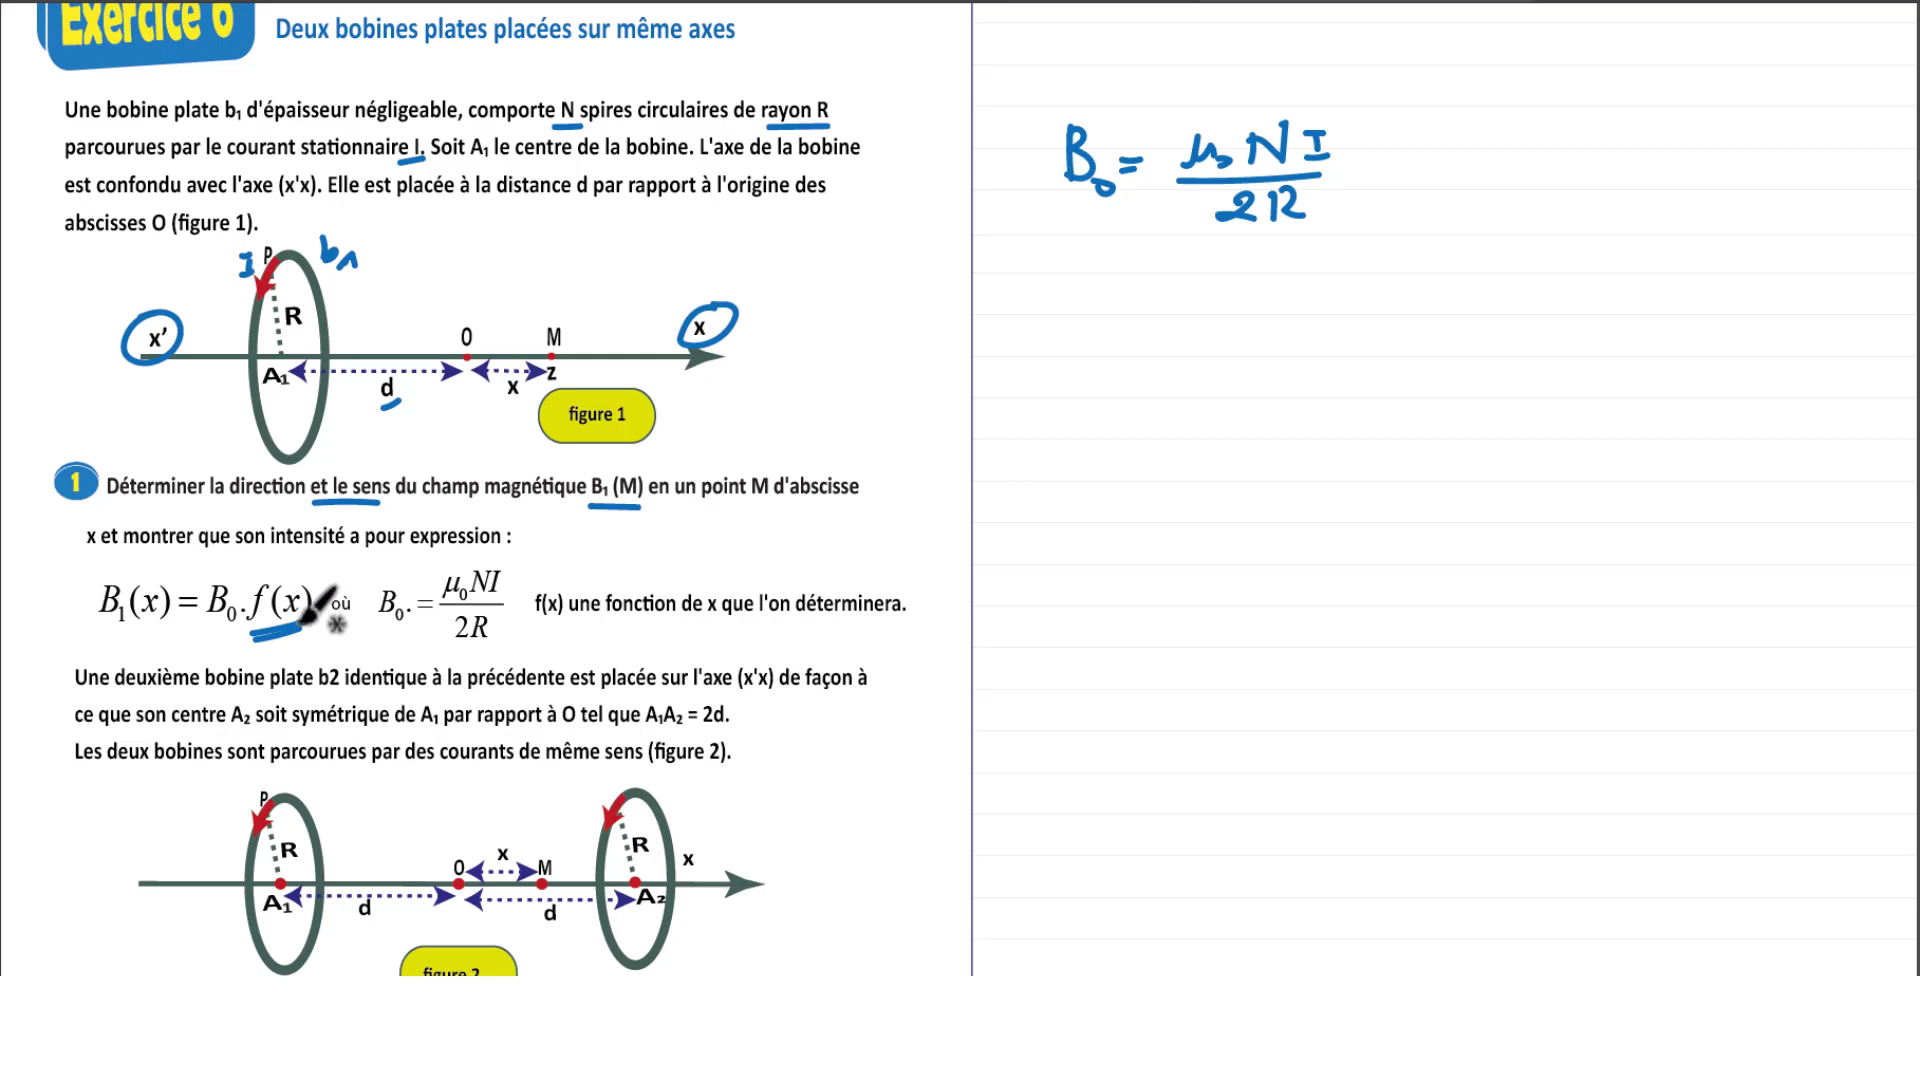 Exercice 6
Deux bobines plates placées sur même axes
Une bobine plate b₁ d'épaisseur négligeable, comporte N spires circulaires de rayon R
parcourues par le courant stationnaire I. Soit A₁ le centre de la bobine. L'axe de la bobine
est confondu avec l'axe (x'x). Elle est placée à la distance d par rapport à l'origine des
abscisses O (figure 1).
I P b₁
R
x' O M x
A₁ d x z
figure 1
1 Déterminer la direction et le sens du champ magnétique B₁ (M) en un point M d'abscisse
x et montrer que son intensité a pour expression :
B₁(x) = B₀.f(x) où B₀.= μ₀NI / 2R f(x) une fonction de x que l'on déterminera.
Une deuxième bobine plate b2 identique à la précédente est placée sur l'axe (x'x) de façon à
ce que son centre A₂ soit symétrique de A₁ par rapport à O tel que A₁A₂ = 2d.
Les deux bobines sont parcourues par des courants de même sens (figure 2).
P
R R
O x M x
A₁ d d A₂
figure 2
B₀ = μ₀ N I / 2R